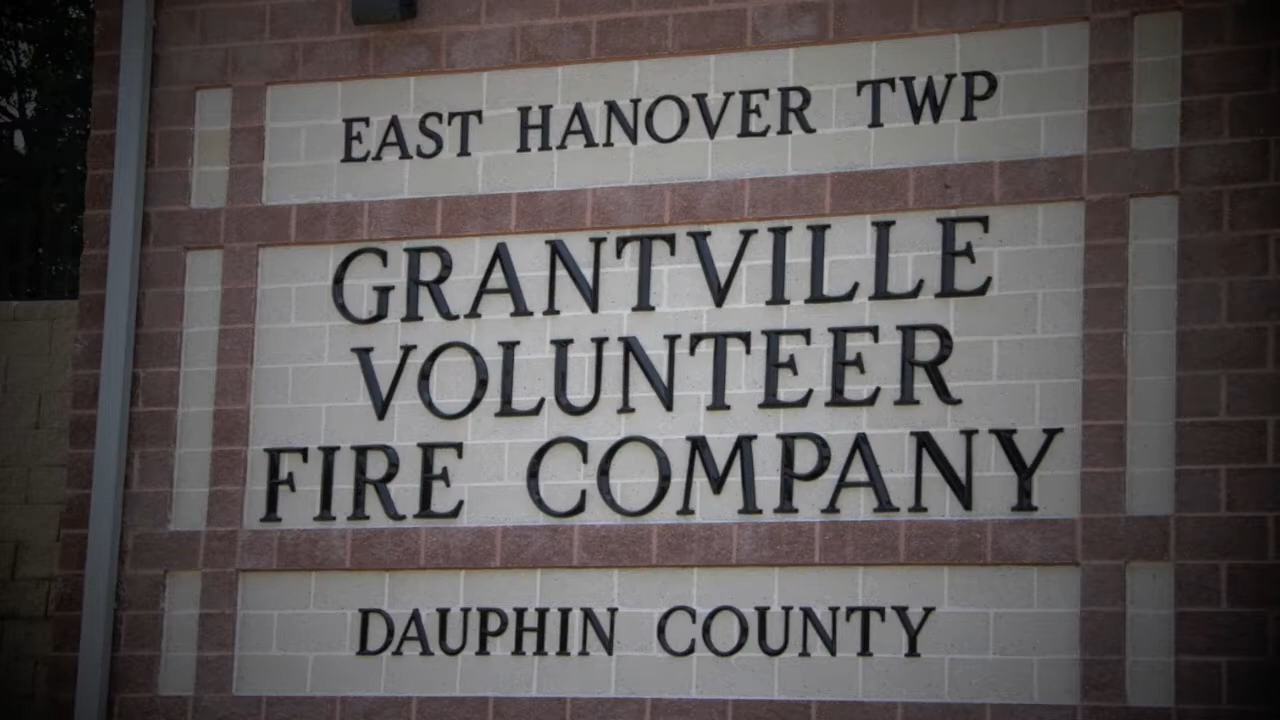 EAST HANOVER TWP
GRANTVILLE
VOLUNTEER
FIRE COMPANY
DAUPHIN COUNTY